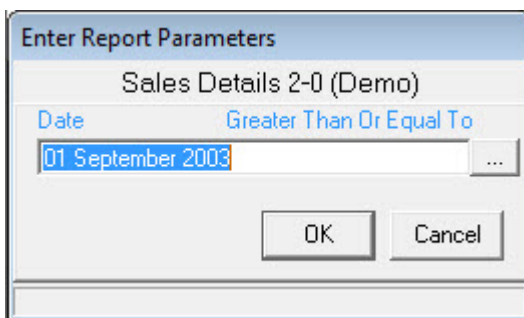 Enter Report Parameters
Sales Details 2-0 (Demo)
Date Greater Than Or Equal To
01 September 2003 ...
OK Cancel